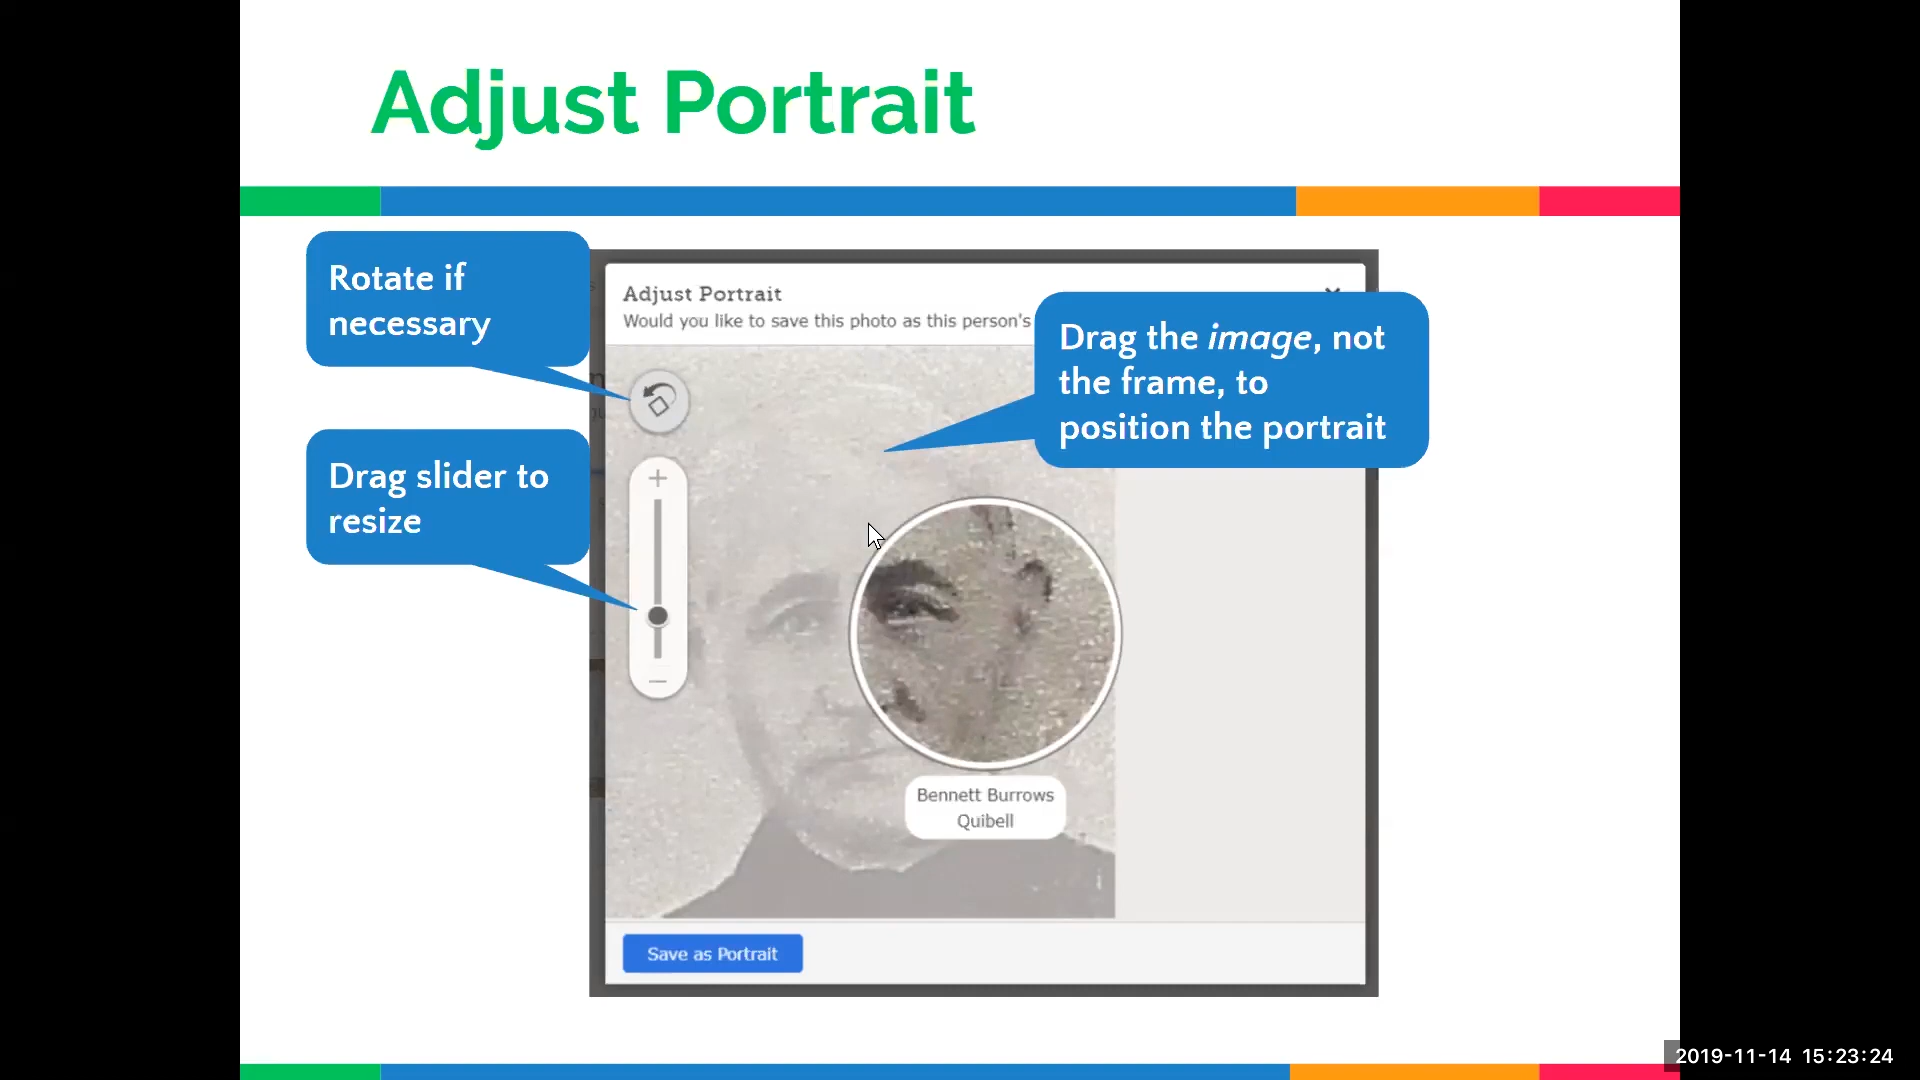 Adjust Portrait
Rotate if
necessary
Adjust Portrait
Would you like to save this photo as this person's
Drag the image, not
the frame, to
position the portrait
Drag slider to
resize
Bennett Burrows
Quibell
Save as Portrait
2019-11-14 15:23:24